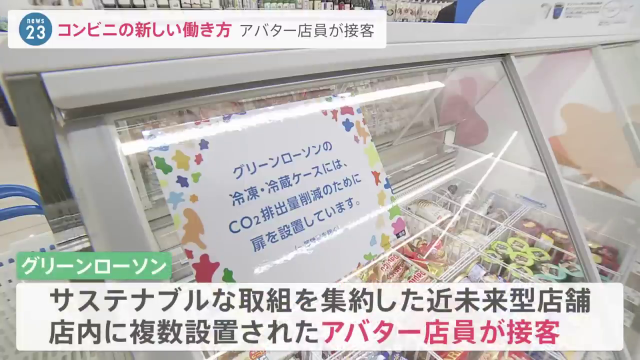 news
23
コンビニの新しい働き方 アバター店員が接客
グリーンローソンの
冷凍・冷蔵ケースには、
CO2排出量削減のために
扉を設置しています。
グリーンローソン
サステナブルな取組を集約した近未来型店舗
店内に複数設置されたアバター店員が接客